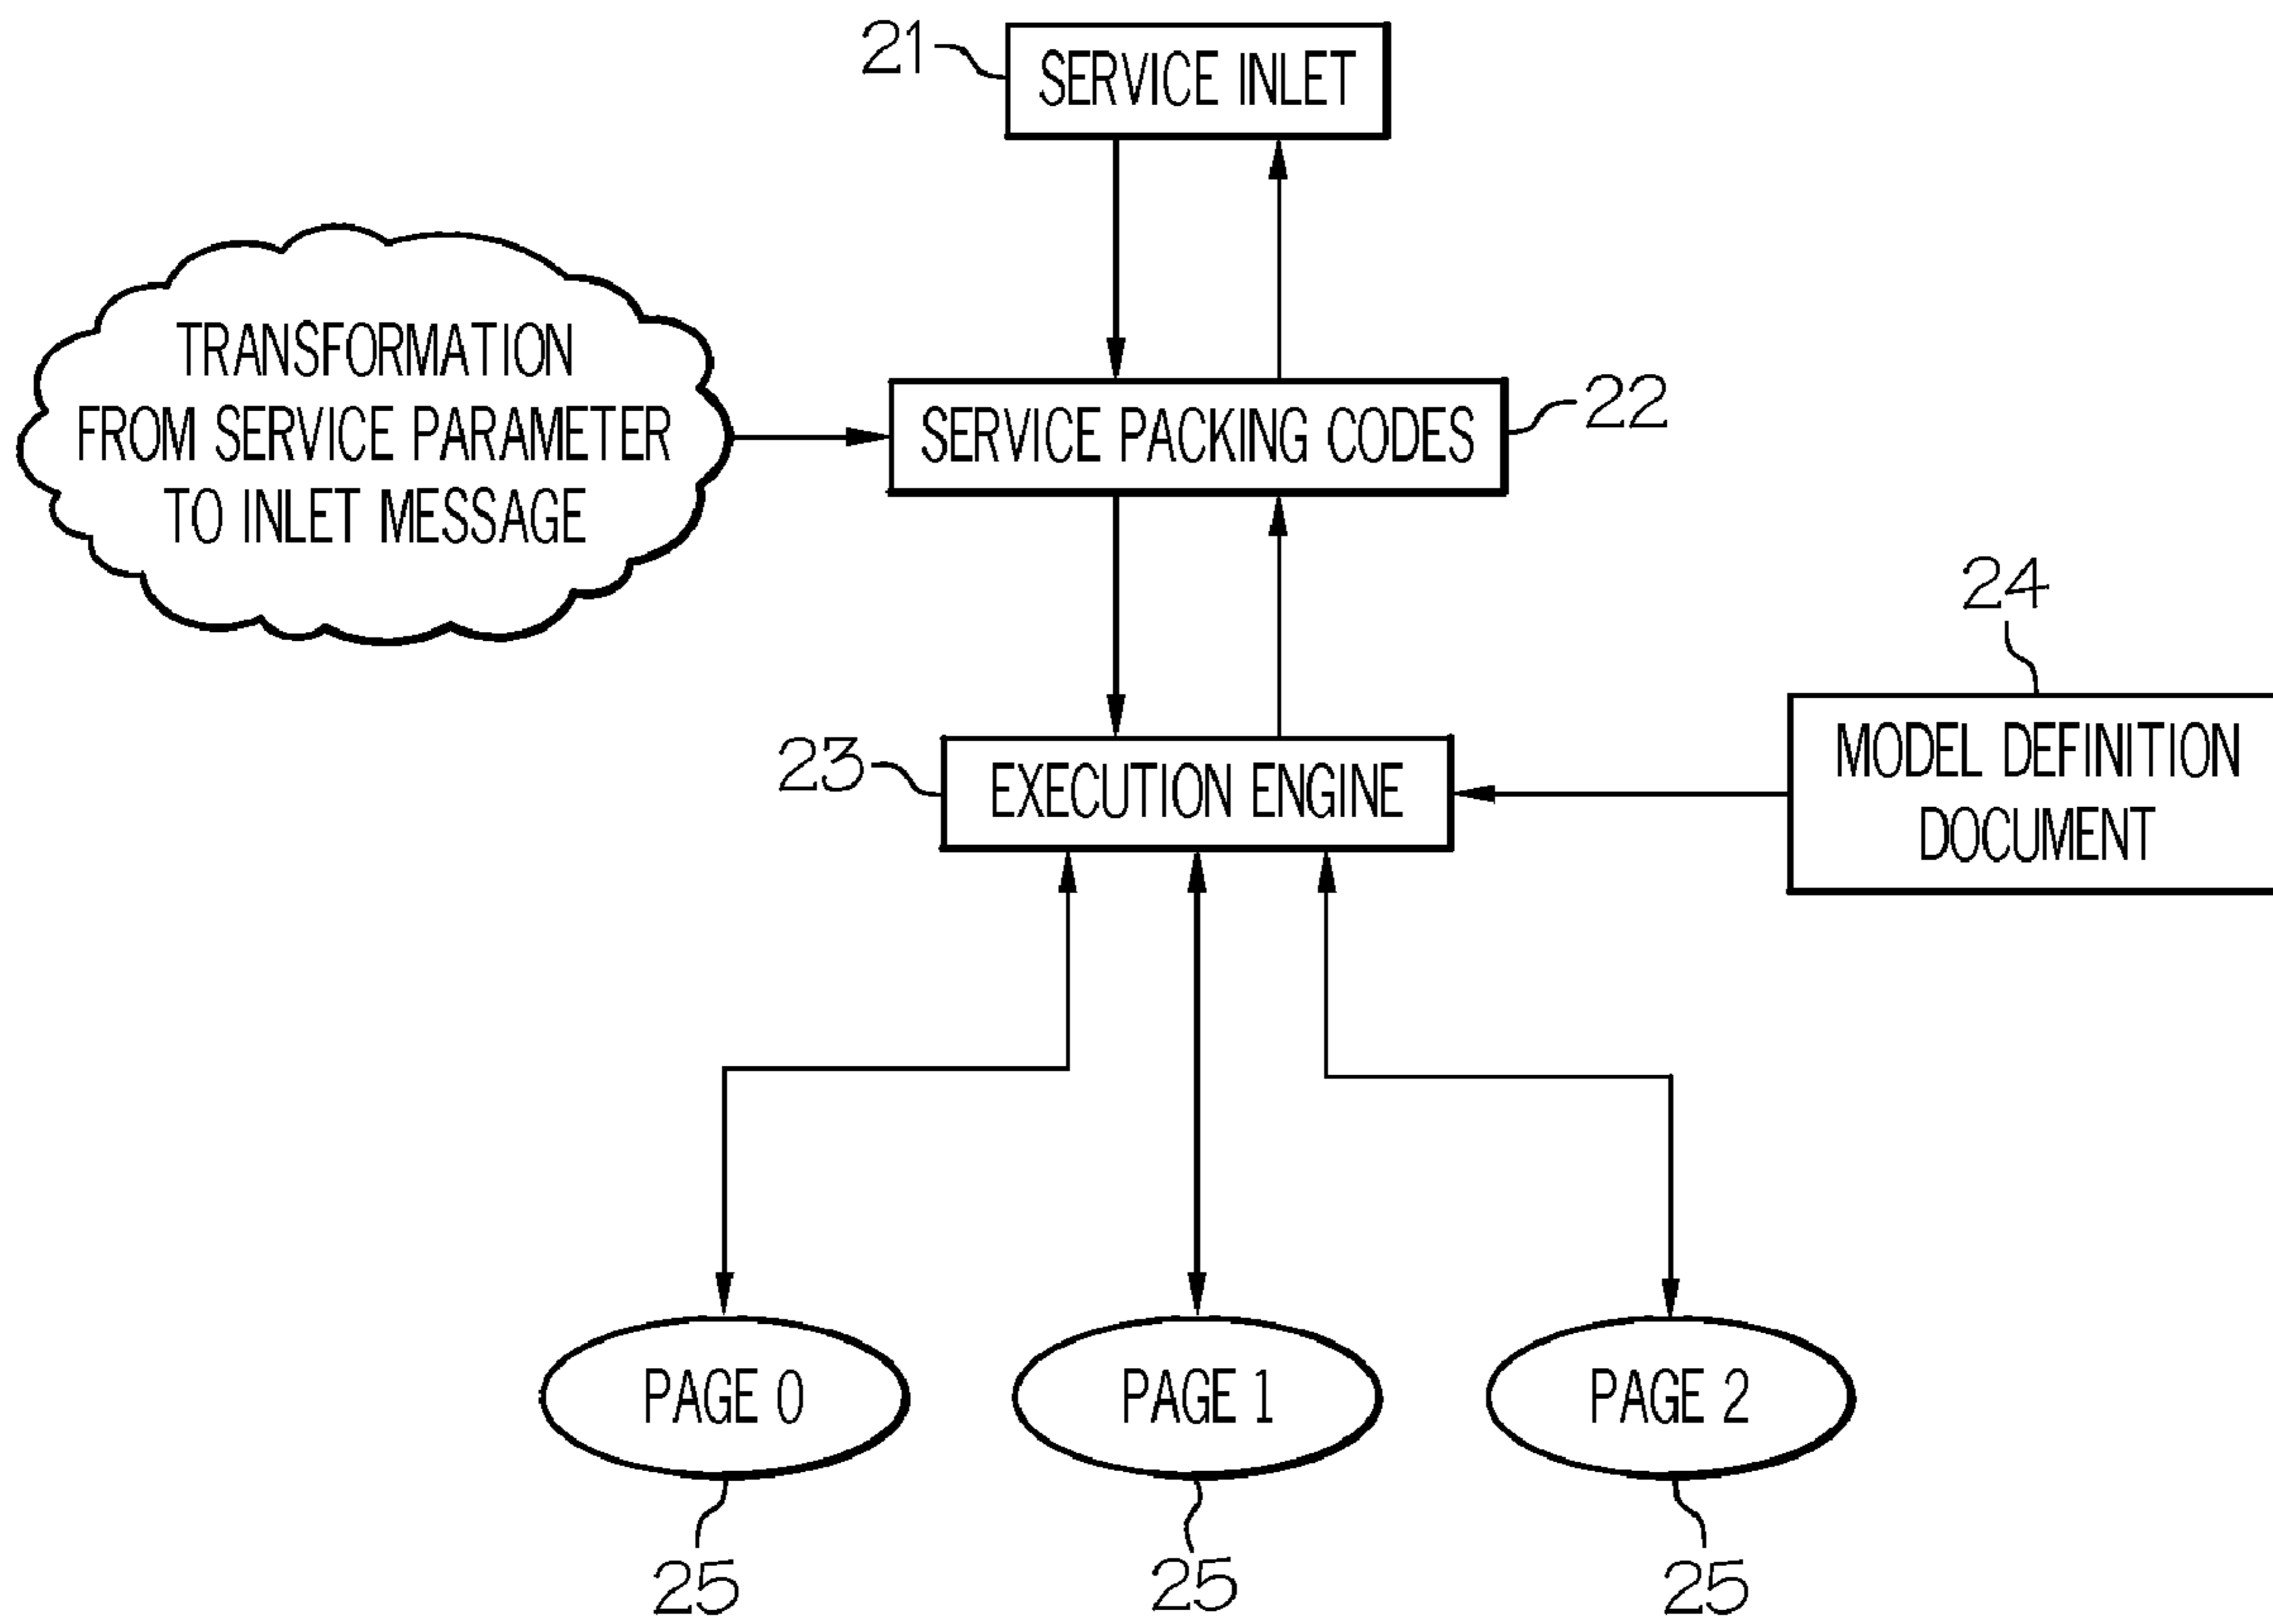 21
SERVICE INLET
TRANSFORMATION
FROM SERVICE PARAMETER
TO INLET MESSAGE
SERVICE PACKING CODES
22
24
23
EXECUTION ENGINE
MODEL DEFINITION
DOCUMENT
PAGE 0
PAGE 1
PAGE 2
25
25
25